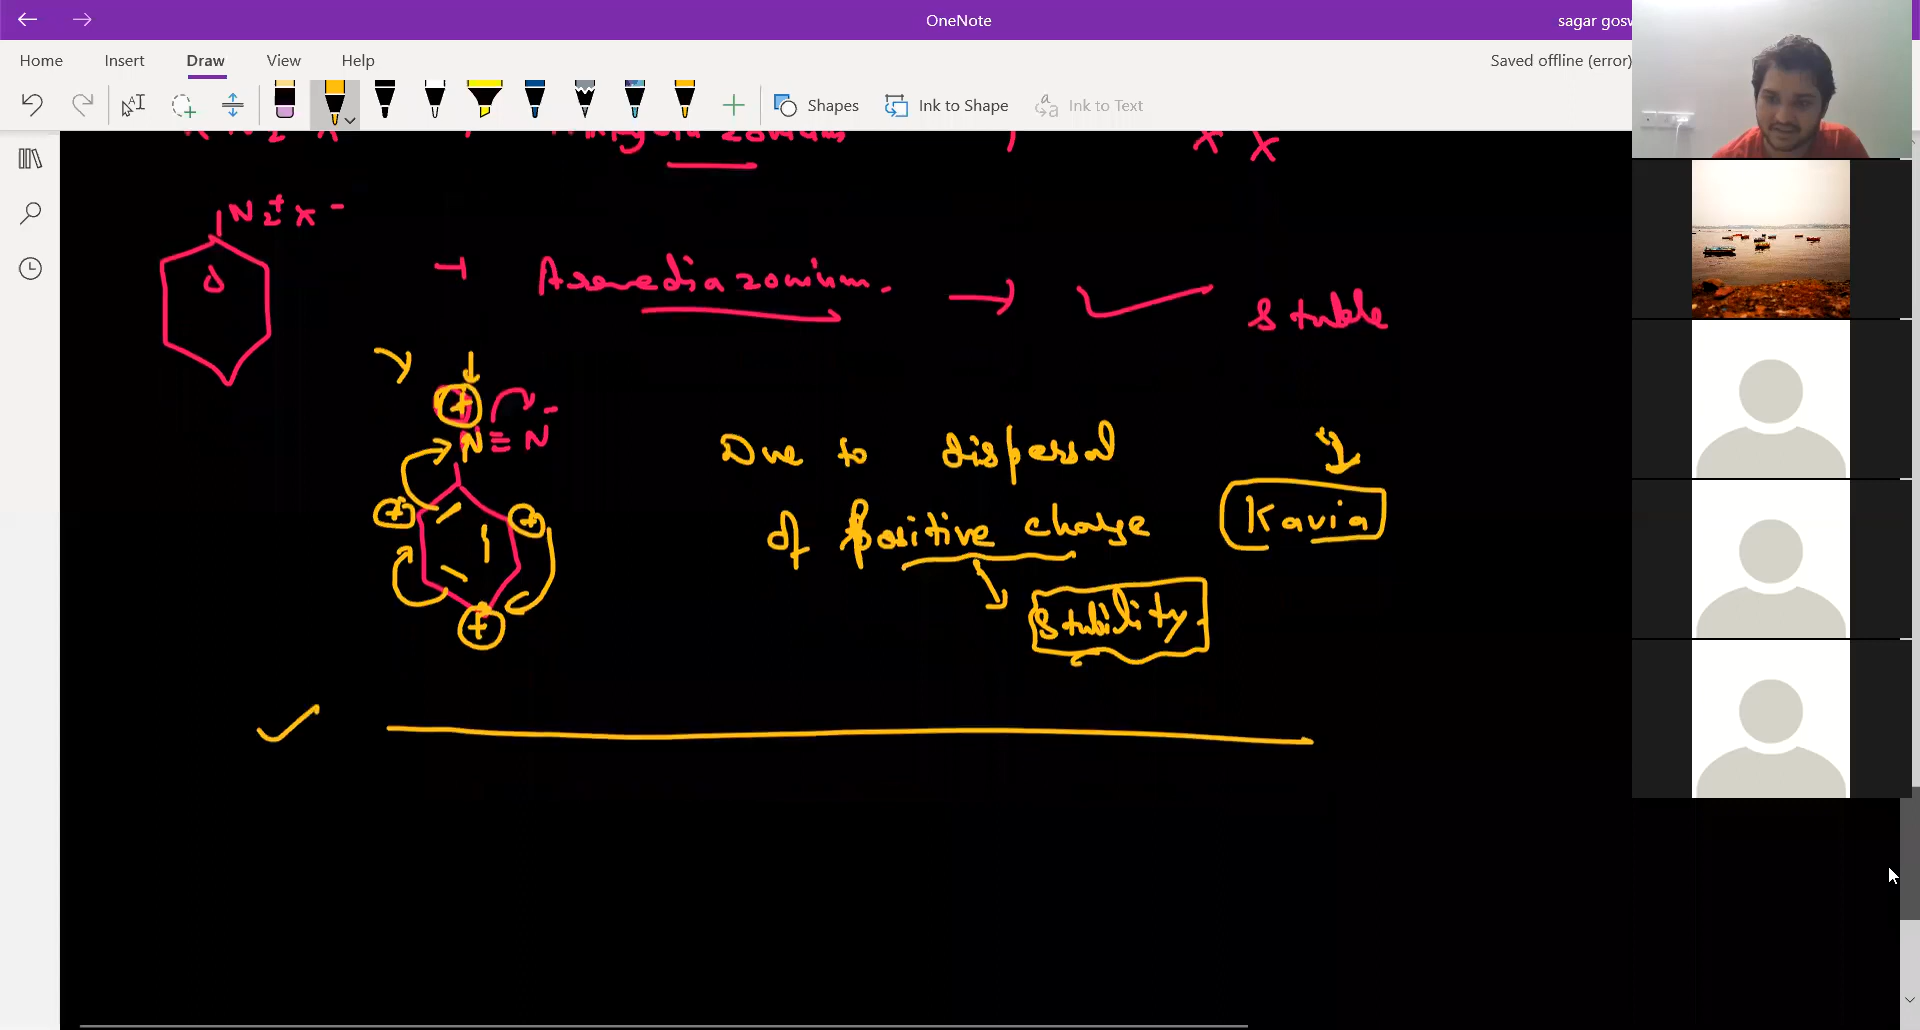 OneNote
sagar gosw
Home Insert Draw View Help
Saved offline (error)
Shapes Ink to Shape Ink to Text
x x
N2+ X -
Arenediazonium.
Stable
+
N ≡ N -
+ +
+
Due to dispersal
of positive charge
Kavia
Stability